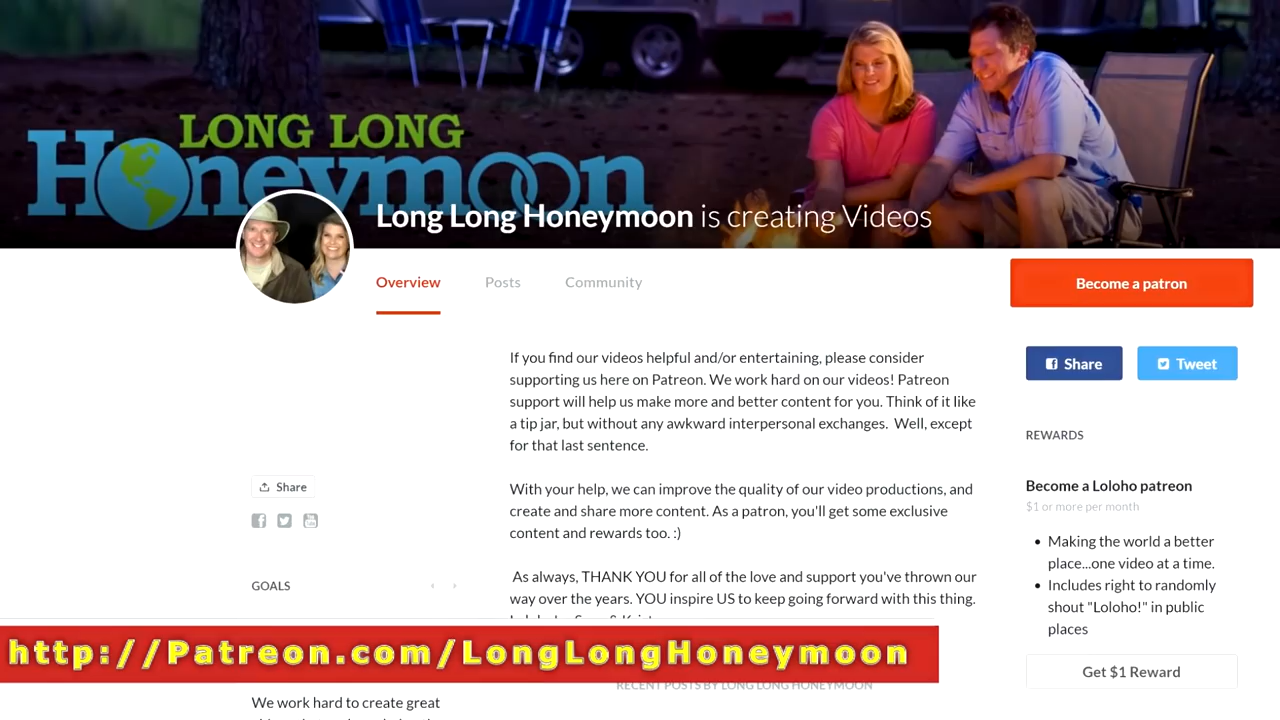 LONG LONG
Honeymoon
Long Long Honeymoon is creating Videos
Overview
Posts
Community
Become a patron
If you find our videos helpful and/or entertaining, please consider
supporting us here on Patreon. We work hard on our videos! Patreon
support will help us make more and better content for you. Think of it like
a tip jar, but without any awkward interpersonal exchanges.  Well, except
for that last sentence.
With your help, we can improve the quality of our video productions, and
create and share more content. As a patron, you'll get some exclusive
content and rewards too. :)
As always, THANK YOU for all of the love and support you've thrown our
way over the years. YOU inspire US to keep going forward with this thing.
Share
GOALS
We work hard to create great
Share
Tweet
REWARDS
Become a Loloho patreon
$1 or more per month
• Making the world a better
place...one video at a time.
• Includes right to randomly
shout "Loloho!" in public
places
Get $1 Reward
http://Patreon.com/LongLongHoneymoon
RECENT POSTS BY LONG LONG HONEYMOON